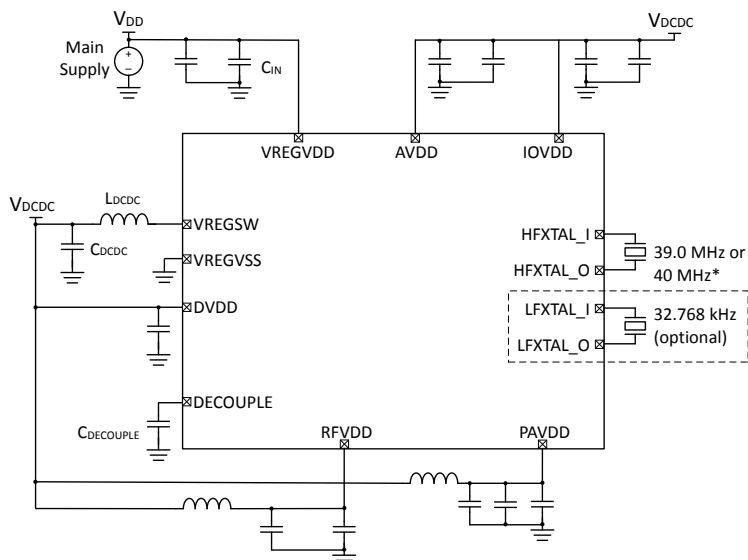 VDD
VDCDC
Main
Supply
+
−
CIN
VREGVDD
AVDD
IOVDD
VDCDC
LDCDC
VREGSW
CDCDC
VREGVSS
DVDD
DECOUPLE
CDECOUPLE
HFXTAL_I
HFXTAL_O
39.0 MHz or
40 MHz*
LFXTAL_I
LFXTAL_O
32.768 kHz
(optional)
RFVDD
PAVDD